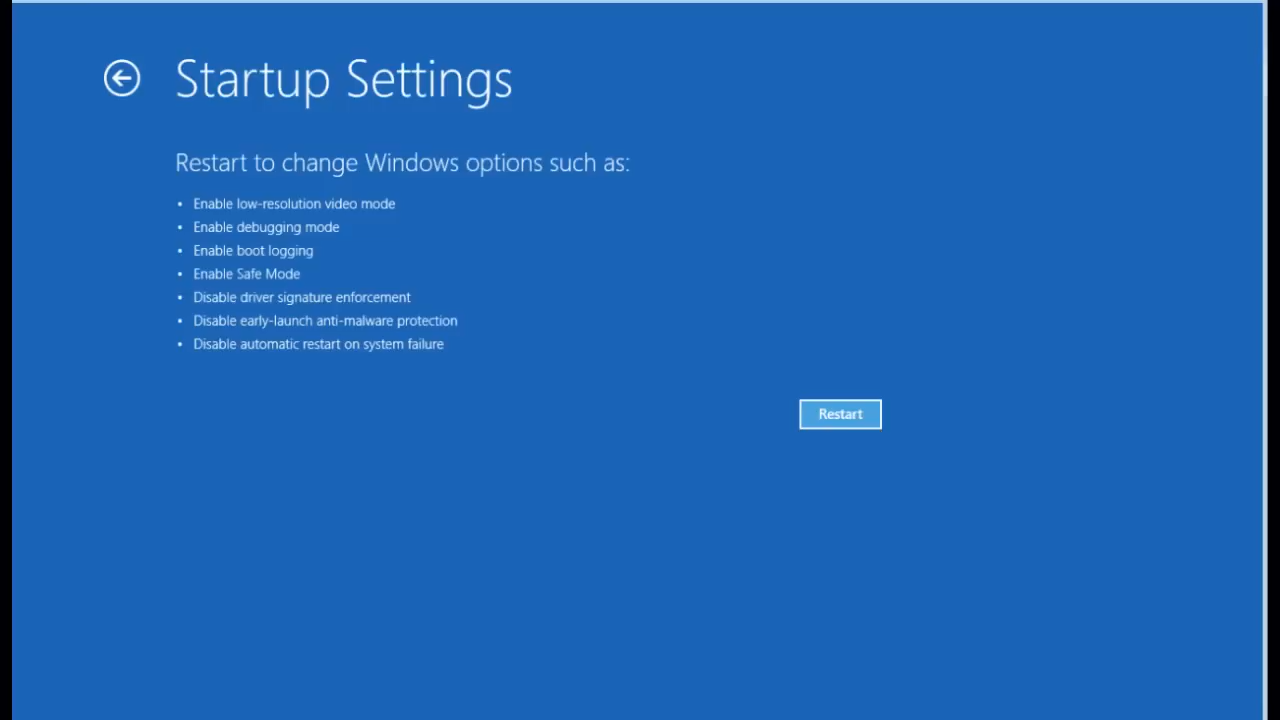 Startup Settings
Restart to change Windows options such as:
• Enable low-resolution video mode
• Enable debugging mode
• Enable boot logging
• Enable Safe Mode
• Disable driver signature enforcement
• Disable early-launch anti-malware protection
• Disable automatic restart on system failure
Restart